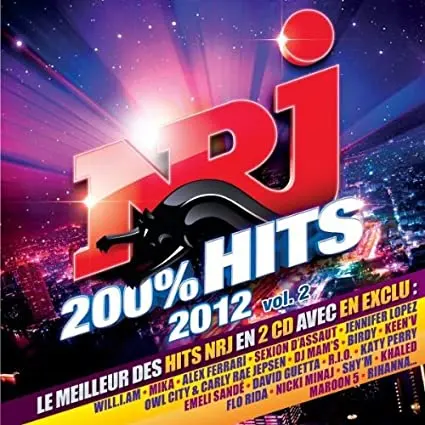 NRJ
200% HITS
2012 vol. 2
LE MEILLEUR DES HITS NRJ EN 2 CD AVEC EN EXCLU :
WILL.I.AM • MIKA • ALEX FERRARI • SEXION D'ASSAUT • JENNIFER LOPEZ
OWL CITY & CARLY RAE JEPSEN • DJ MAM'S • BIRDY • KEEN'V
EMELI SANDE • DAVID GUETTA • R.I.O. • KATY PERRY
FLO RIDA • NICKI MINAJ • SHY'M • KHALED
MAROON 5 • RIHANNA...